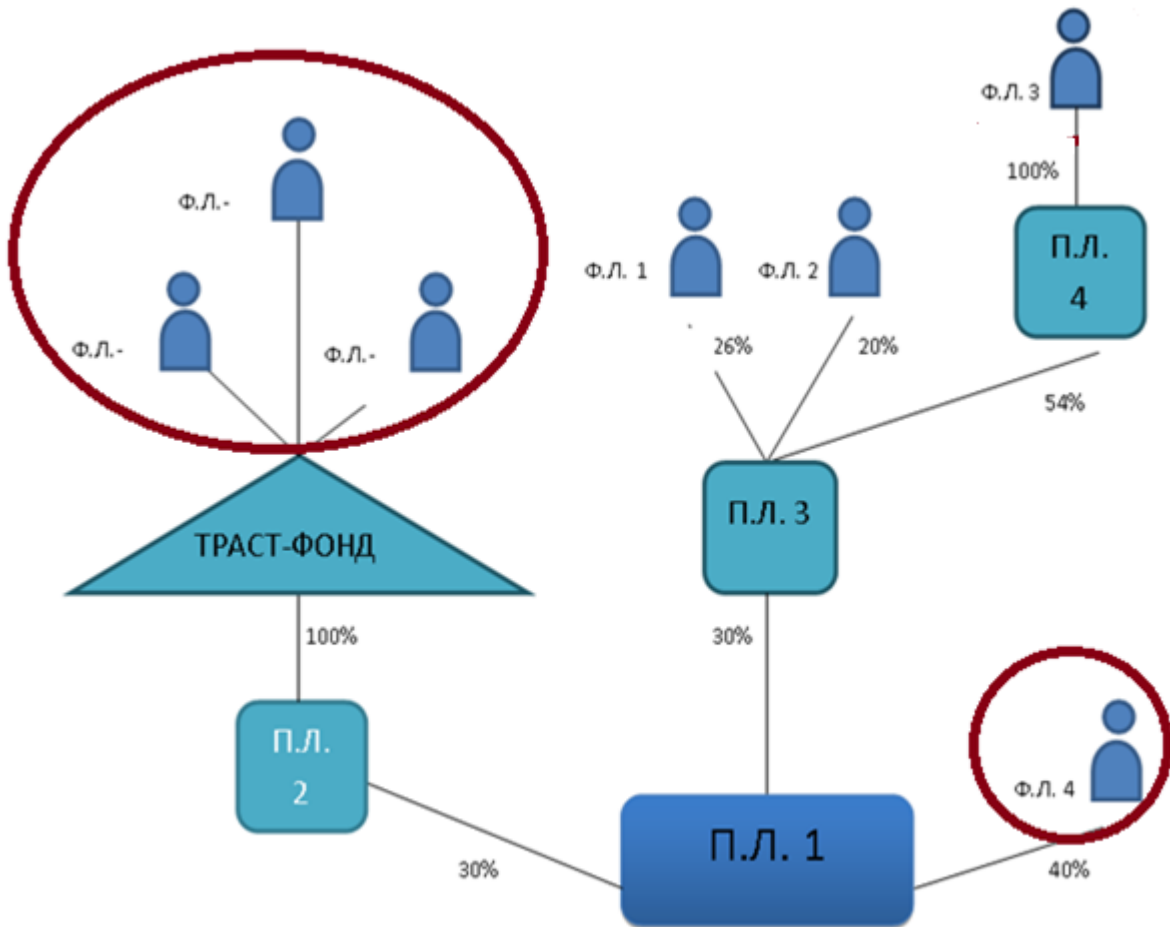 Ф.Л. 3
100%
П.Л.
4
Ф.Л.-
Ф.Л. 1
Ф.Л. 2
Ф.Л.-
Ф.Л.-
26%
20%
54%
П.Л. 3
ТРАСТ-ФОНД
100%
30%
П.Л.
2
Ф.Л. 4
П.Л. 1
30%
40%